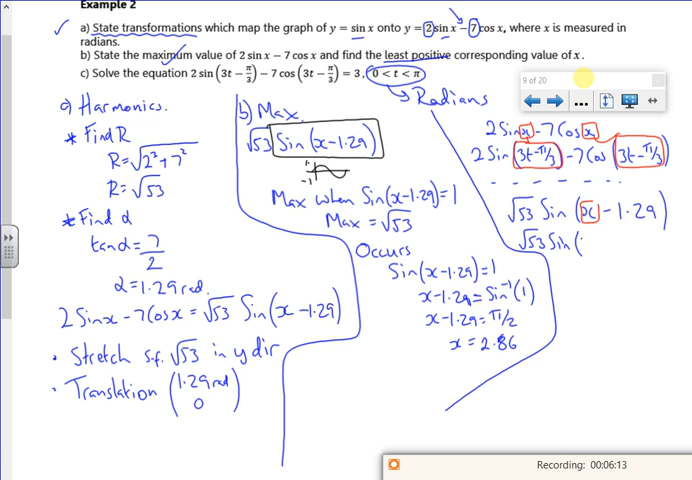 Example 2
a) State transformations which map the graph of y = sin x onto y = 2 sin x − 7 cos x, where x is measured in
radians.
b) State the maximum value of 2 sin x − 7 cos x and find the least positive corresponding value of x.
c) Solve the equation 2 sin (3t − π/3) − 7 cos (3t − π/3) = 3, 0 < t < π
Radians
a) Harmonics.
* Find R
R = √2² + 7²
R = √53
* Find α
tan α = 7/2
α = 1.29 rad.
2 Sin x − 7 Cos x = √53 Sin (x − 1.29)
• Stretch s.f. √53 in y dir
• Translation (1.29 rad
0)
b) Max
√53 Sin (x − 1.29)
1
-1
Max when Sin (x − 1.29) = 1
Max = √53
Occurs
Sin (x − 1.29) = 1
x − 1.29 = Sin⁻¹ (1)
x − 1.29 = π/2
x = 2.86
9 of 20
2 Sin x − 7 Cos x
2 Sin (3t − π/3) − 7 Cos (3t − π/3)
√53 Sin (x − 1.29)
√53 Sin (
Recording: 00:06:13